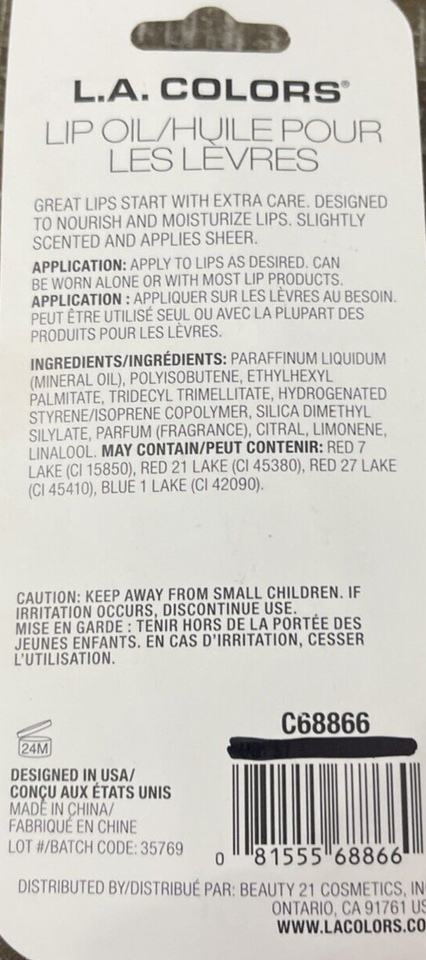 L.A. COLORS®
LIP OIL/HUILE POUR
LES LÈVRES
GREAT LIPS START WITH EXTRA CARE. DESIGNED
TO NOURISH AND MOISTURIZE LIPS. SLIGHTLY
SCENTED AND APPLIES SHEER.
APPLICATION: APPLY TO LIPS AS DESIRED. CAN
BE WORN ALONE OR WITH MOST LIP PRODUCTS.
APPLICATION : APPLIQUER SUR LES LÈVRES AU BESOIN.
PEUT ÊTRE UTILISÉ SEUL OU AVEC LA PLUPART DES
PRODUITS POUR LES LÈVRES.
INGREDIENTS/INGRÉDIENTS: PARAFFINUM LIQUIDUM
(MINERAL OIL), POLYISOBUTENE, ETHYLHEXYL
PALMITATE, TRIDECYL TRIMELLITATE, HYDROGENATED
STYRENE/ISOPRENE COPOLYMER, SILICA DIMETHYL
SILYLATE, PARFUM (FRAGRANCE), CITRAL, LIMONENE,
LINALOOL. MAY CONTAIN/PEUT CONTENIR: RED 7
LAKE (CI 15850), RED 21 LAKE (CI 45380), RED 27 LAKE
(CI 45410), BLUE 1 LAKE (CI 42090).
CAUTION: KEEP AWAY FROM SMALL CHILDREN. IF
IRRITATION OCCURS, DISCONTINUE USE.
MISE EN GARDE : TENIR HORS DE LA PORTÉE DES
JEUNES ENFANTS. EN CAS D'IRRITATION, CESSER
L'UTILISATION.
24M
C68866
DESIGNED IN USA/
CONÇU AUX ÉTATS UNIS
MADE IN CHINA/
FABRIQUÉ EN CHINE
LOT #/BATCH CODE: 35769
0 81555 68866
DISTRIBUTED BY/DISTRIBUÉ PAR: BEAUTY 21 COSMETICS, IN
ONTARIO, CA 91761 US
WWW.LACOLORS.CO